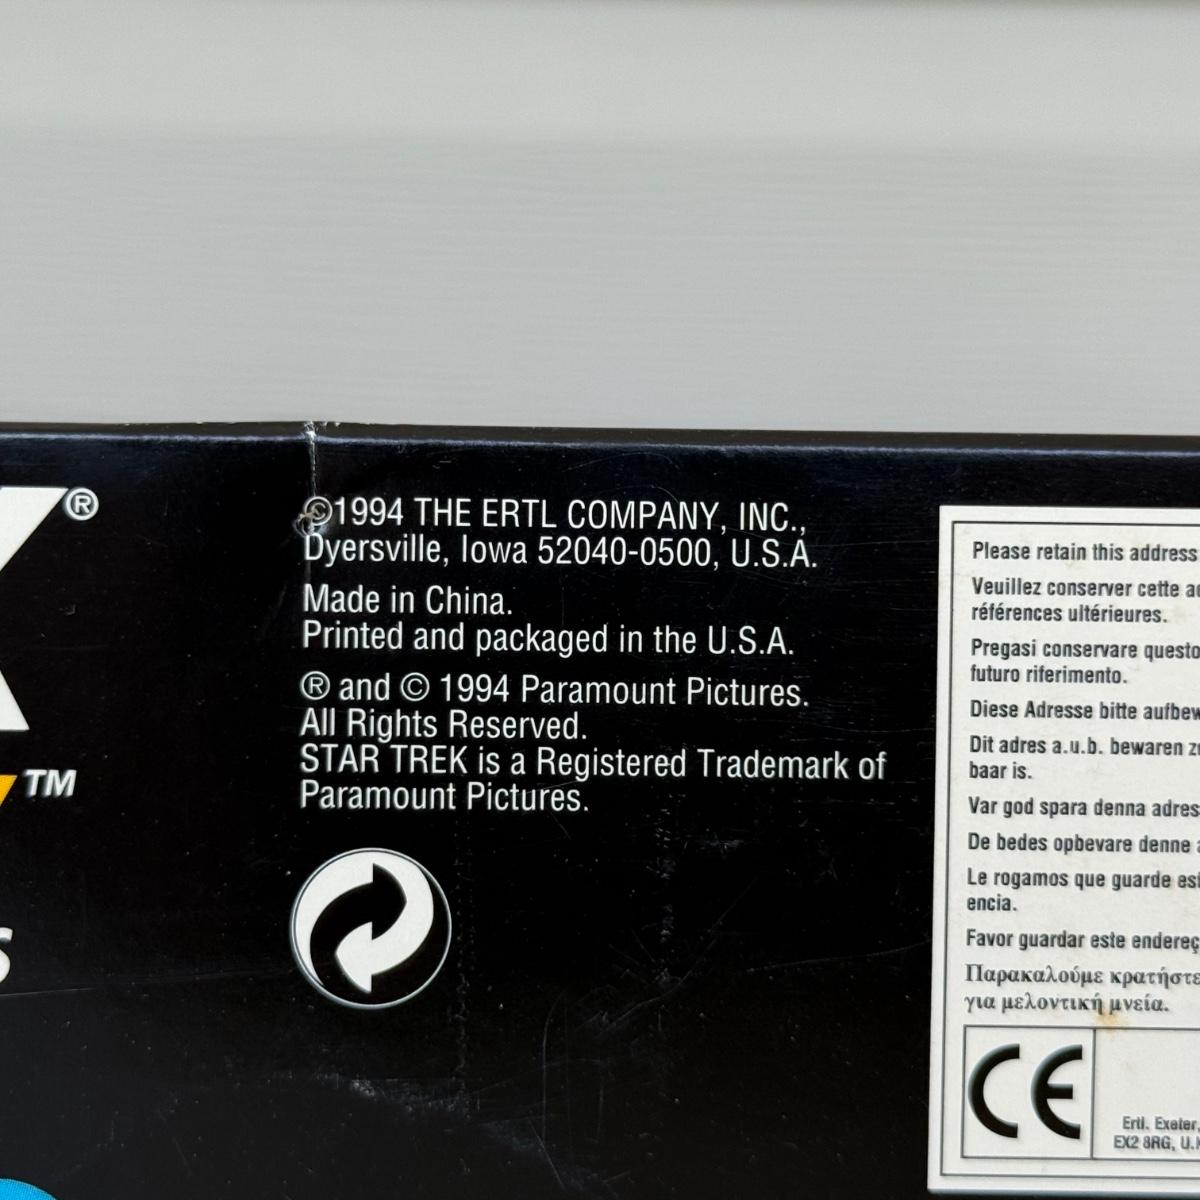 ®
™
S
©1994 THE ERTL COMPANY, INC.,
Dyersville, Iowa 52040-0500, U.S.A.
Made in China.
Printed and packaged in the U.S.A.
® and © 1994 Paramount Pictures.
All Rights Reserved.
STAR TREK is a Registered Trademark of
Paramount Pictures.
Please retain this address
Veuillez conserver cette
références ultérieures.
Pregasi conservare questo
futuro riferimento.
Diese Adresse bitte
Dit adres a.u.b. bewaren
baar is.
Var god spara denna
De bedes opbevare denne
Le rogamos que guarde
encia.
Favor guardar este
Παρακαλούμε
για μελοντική μνεία.
CE
Ertl. Exeter,
EX2 8RG,